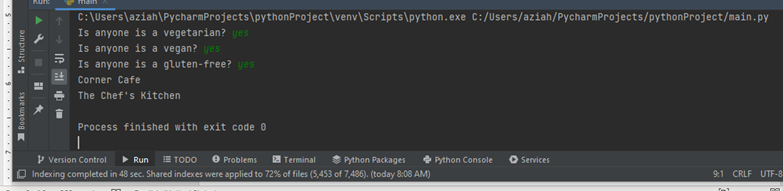 Run: main
C:\Users\aziah\PycharmProjects\pythonProject\venv\Scripts\python.exe C:/Users/aziah/PycharmProjects/pythonProject/main.py
Is anyone is a vegetarian? yes
Is anyone is a vegan? yes
Is anyone is a gluten-free? yes
Corner Cafe
The Chef's Kitchen
Process finished with exit code 0
Structure
Bookmarks
Version Control Run TODO Problems Terminal Python Packages Python Console Services
Indexing completed in 48 sec. Shared indexes were applied to 72% of files (5,453 of 7,486). (today 8:08 AM) 9:1 CRLF UTF-8